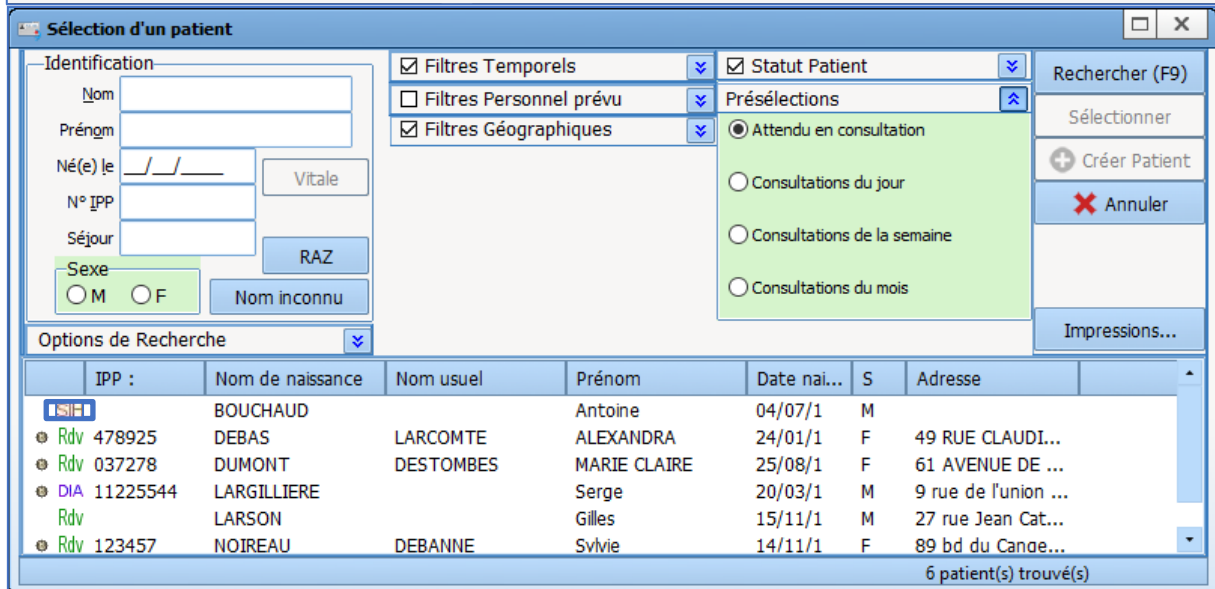 Sélection d'un patient
Identification
Nom
Prénom
Né(e) le __/__/____
Vitale
N° IPP
Séjour
RAZ
Sexe
M F
Nom inconnu
Options de Recherche
Filtres Temporels
Filtres Personnel prévu
Filtres Géographiques
Statut Patient
Présélections
Attendu en consultation
Consultations du jour
Consultations de la semaine
Consultations du mois
Rechercher (F9)
Sélectionner
Créer Patient
Annuler
Impressions...
IPP : Nom de naissance Nom usuel Prénom Date nai... S Adresse
SIH BOUCHAUD Antoine 04/07/1 M
Rdv 478925 DEBAS LARCOMTE ALEXANDRA 24/01/1 F 49 RUE CLAUDI...
Rdv 037278 DUMONT DESTOMBES MARIE CLAIRE 25/08/1 F 61 AVENUE DE ...
DIA 11225544 LARGILLIERE Serge 20/03/1 M 9 rue de l'union ...
Rdv LARSON Gilles 15/11/1 M 27 rue Jean Cat...
Rdv 123457 NOIREAU DEBANNE Sylvie 14/11/1 F 89 bd du Cange...
6 patient(s) trouvé(s)